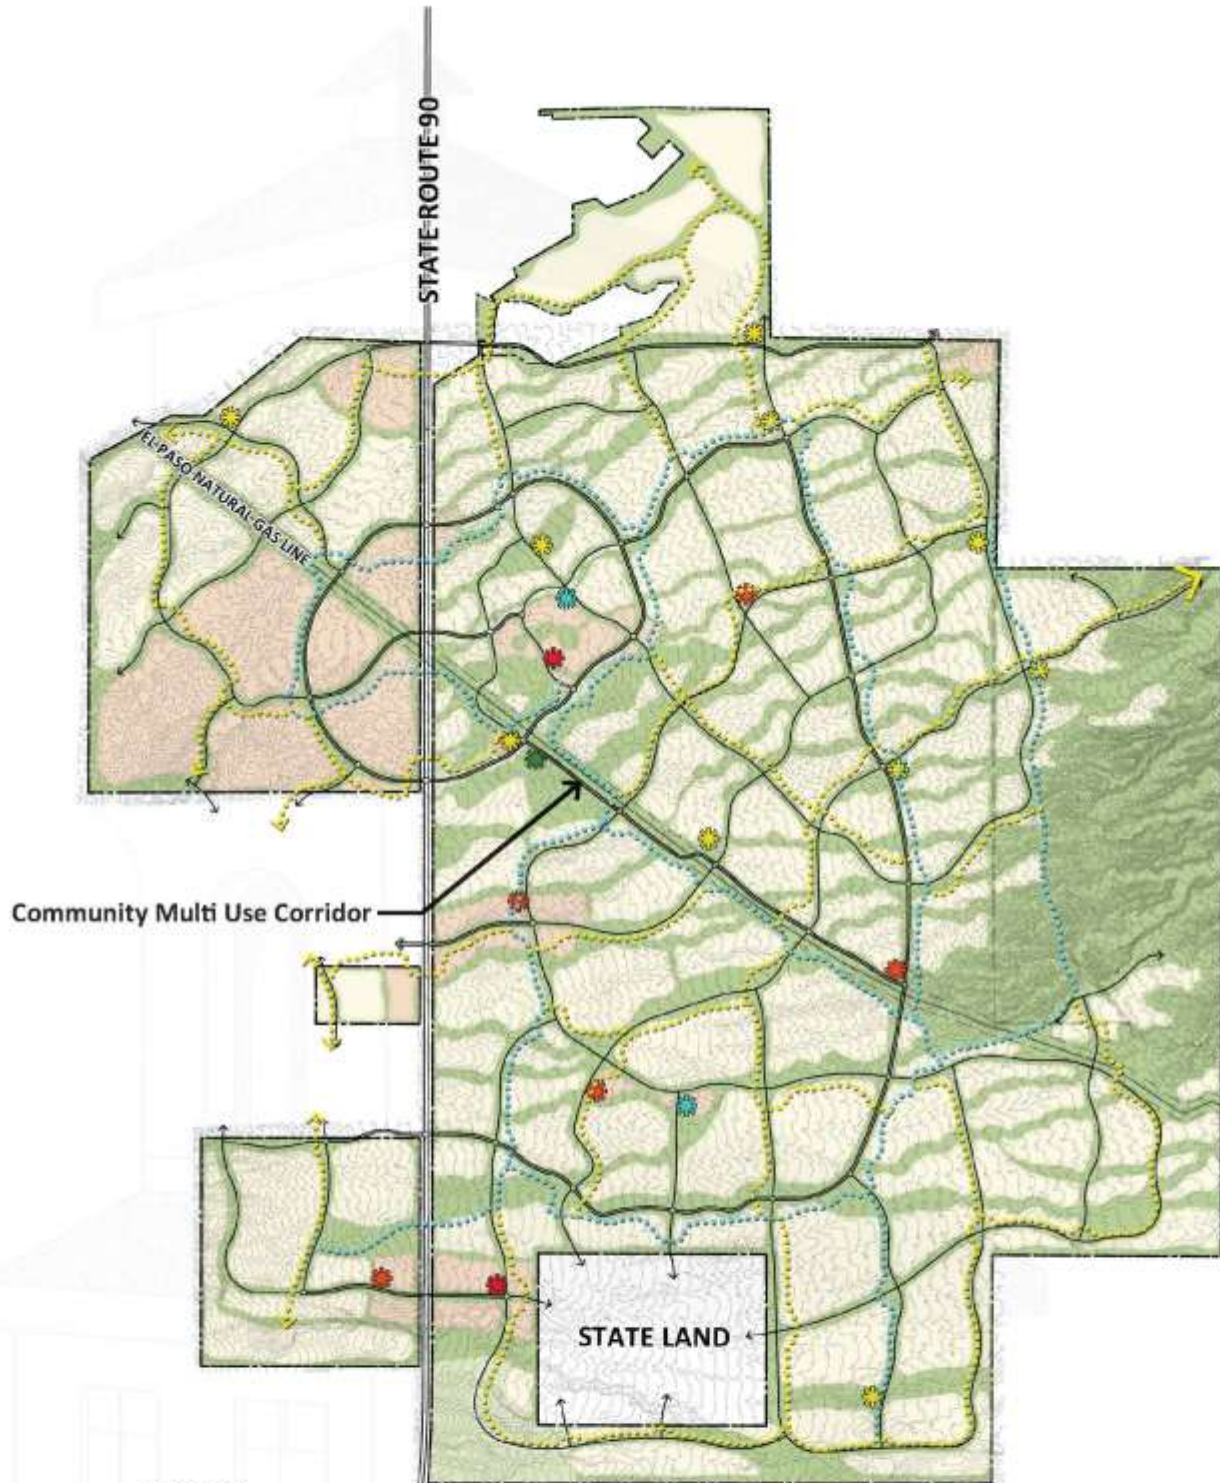 STATE ROUTE 90
EL PASO NATURAL GAS LINE
Community Multi Use Corridor
STATE LAND